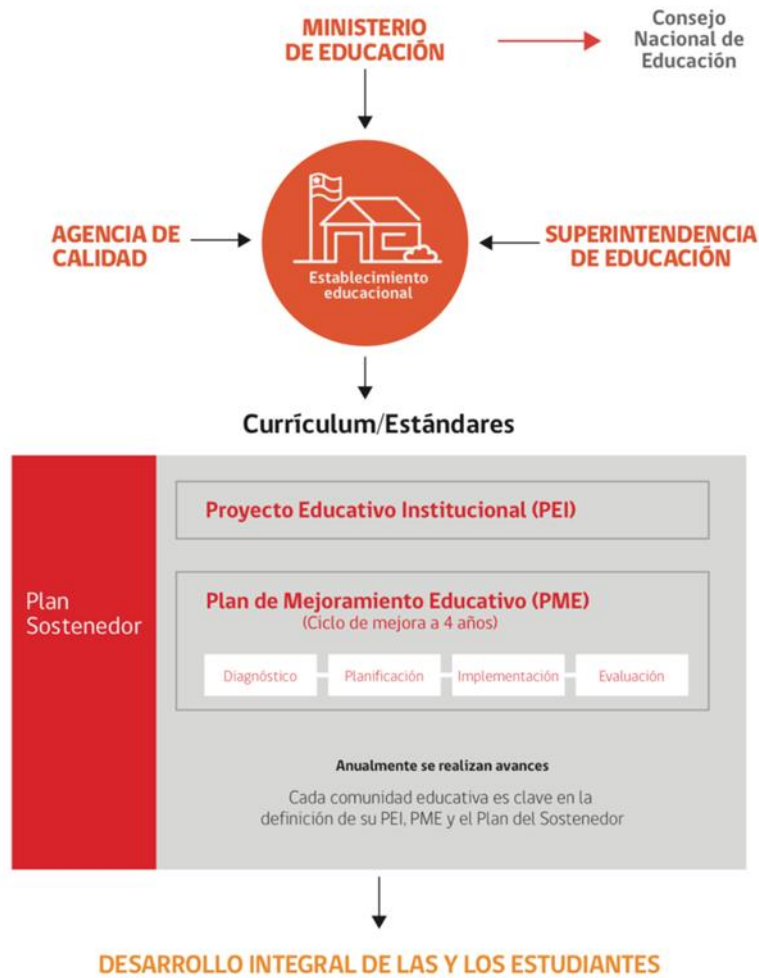 MINISTERIO
DE EDUCACIÓN
Consejo
Nacional de
Educación
AGENCIA DE
CALIDAD
Establecimiento
educacional
SUPERINTENDENCIA
DE EDUCACIÓN
Currículum/Estándares
Plan
Sostenedor
Proyecto Educativo Institucional (PEI)
Plan de Mejoramiento Educativo (PME)
(Ciclo de mejora a 4 años)
Diagnóstico
Planificación
Implementación
Evaluación
Anualmente se realizan avances
Cada comunidad educativa es clave en la
definición de su PEI, PME y el Plan del Sostenedor
DESARROLLO INTEGRAL DE LAS Y LOS ESTUDIANTES